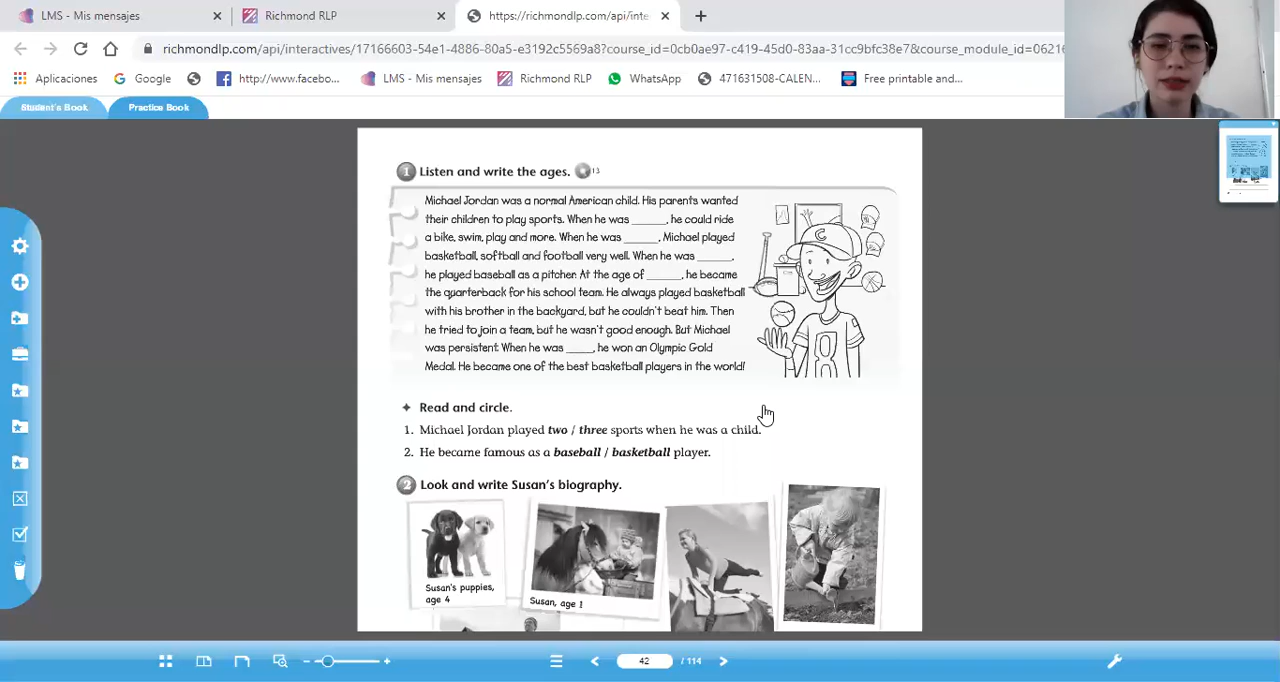 LMS - Mis mensajes
Richmond RLP
https://richmondlp.com/api/inte
richmondlp.com/api/interactives/17166603-54e1-4886-80a5-e3192c5569a8?course_id=0cb0ae97-c419-45d0-83aa-31cc9bfc38e7&course_module_id=06216
Aplicaciones
Google
http://www.facebo...
LMS - Mis mensajes
Richmond RLP
WhatsApp
171631508-CALEN...
Free printable and...
Student's Book
Practice Book
1 Listen and write the ages. 13
Michael Jordan was a normal American child. His parents wanted
their children to play sports. When he was ______, he could ride
a bike, swim, play and more. When he was ______, Michael played
basketball, softball and football very well. When he was ______,
he played baseball as a pitcher. At the age of ______, he became
the quarterback for his school team. He always played basketball
with his brother in the backyard, but he couldn't beat him. Then
he tried to join a team, but he wasn't good enough. But Michael
was persistent. When he was _____, he won an Olympic Gold
Medal. He became one of the best basketball players in the world!
C
8
Read and circle.
1. Michael Jordan played two / three sports when he was a child.
2. He became famous as a baseball / basketball player.
2 Look and write Susan's biography.
Susan's puppies,
age 4
Susan, age 1
42 / 114